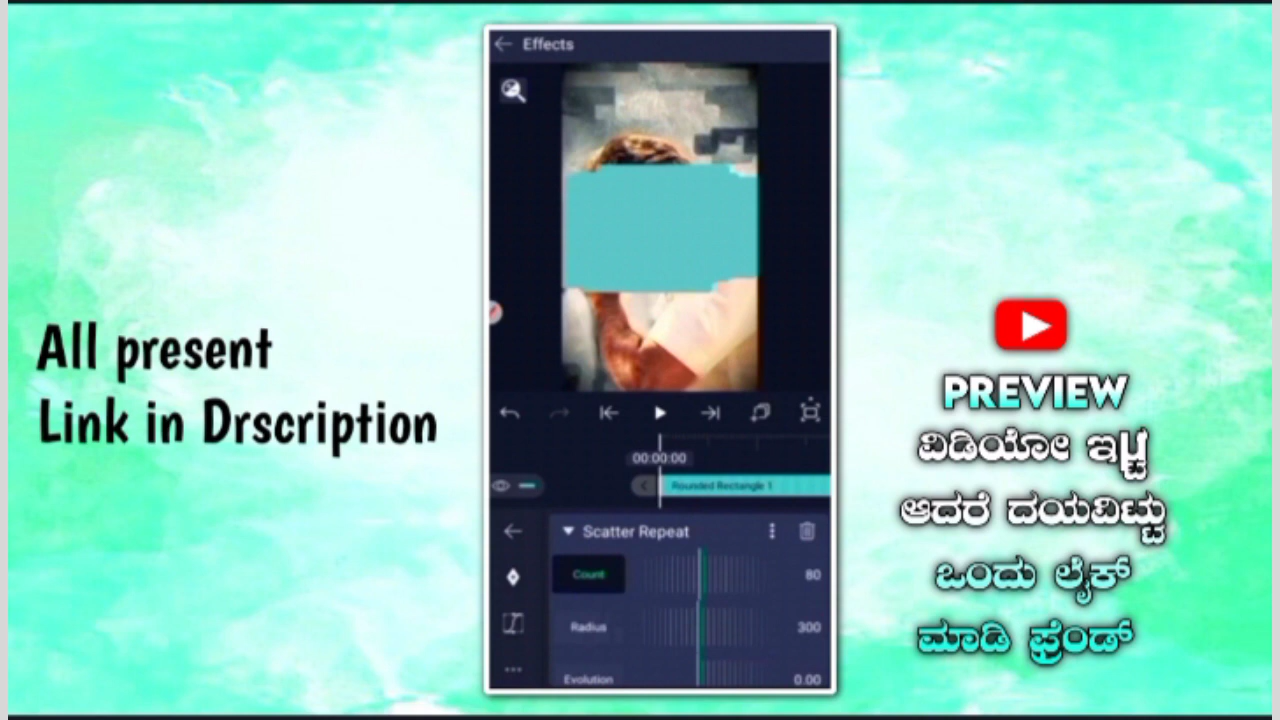 Effects
All present
Link in Drscription
00:00:00
Rounded Rectangle 1
Scatter Repeat
Count 80
Radius 300
Evolution 0.00
PREVIEW
ವಿಡಿಯೋ ಇಷ್ಟ
ಆದರೆ ದಯವಿಟ್ಟು
ಒಂದು ಲೈಕ್
ಮಾಡಿ ಫ್ರೆಂಡ್